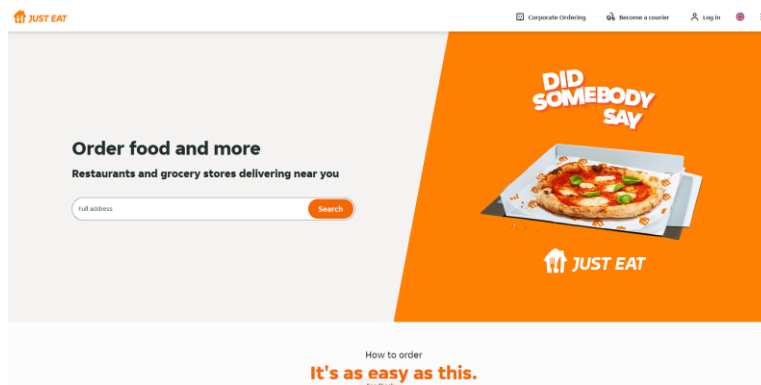 JUST EAT
Corporate Ordering
Become a courier
Log in
DID
SOMEBODY
SAY
Order food and more
Restaurants and grocery stores delivering near you
Full address
Search
JUST EAT
How to order
It's as easy as this.